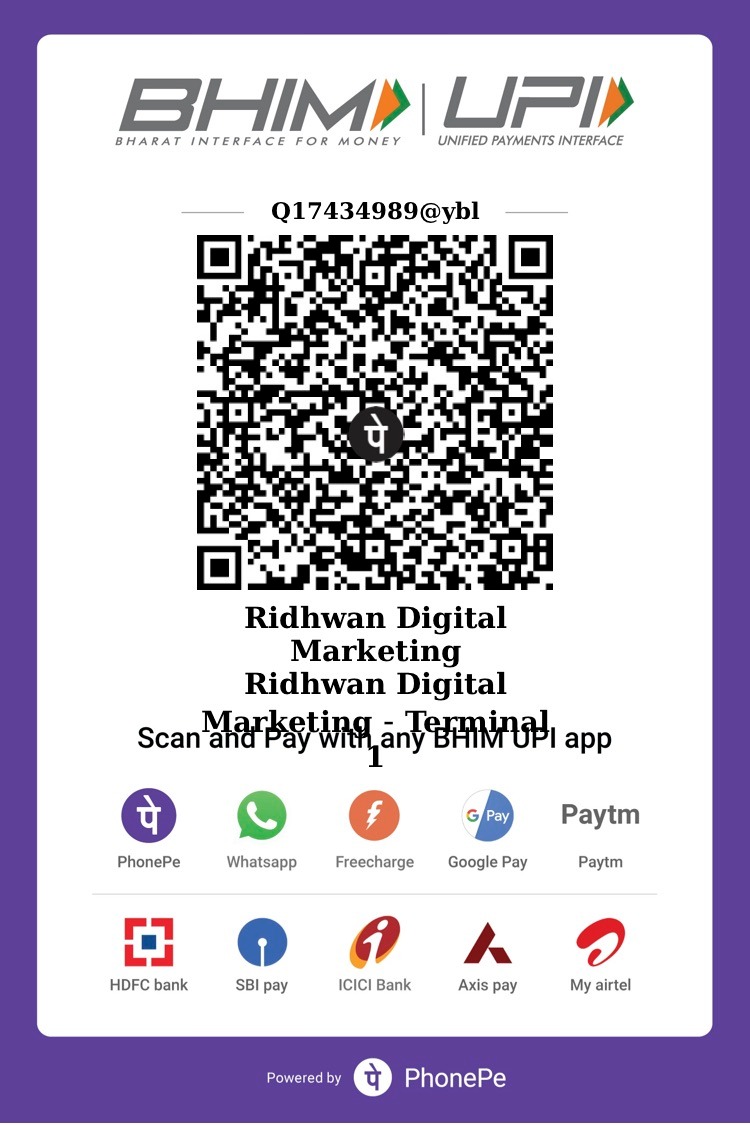 BHIM UPI
BHARAT INTERFACE FOR MONEY UNIFIED PAYMENTS INTERFACE
Q17434989@ybl
पे
Ridhwan Digital
Marketing
Ridhwan Digital
Marketing - Terminal
1
Scan and Pay with any BHIM UPI app
पे G Pay Paytm
PhonePe Whatsapp Freecharge Google Pay Paytm
HDFC bank SBI pay ICICI Bank Axis pay My airtel
Powered by पे PhonePe